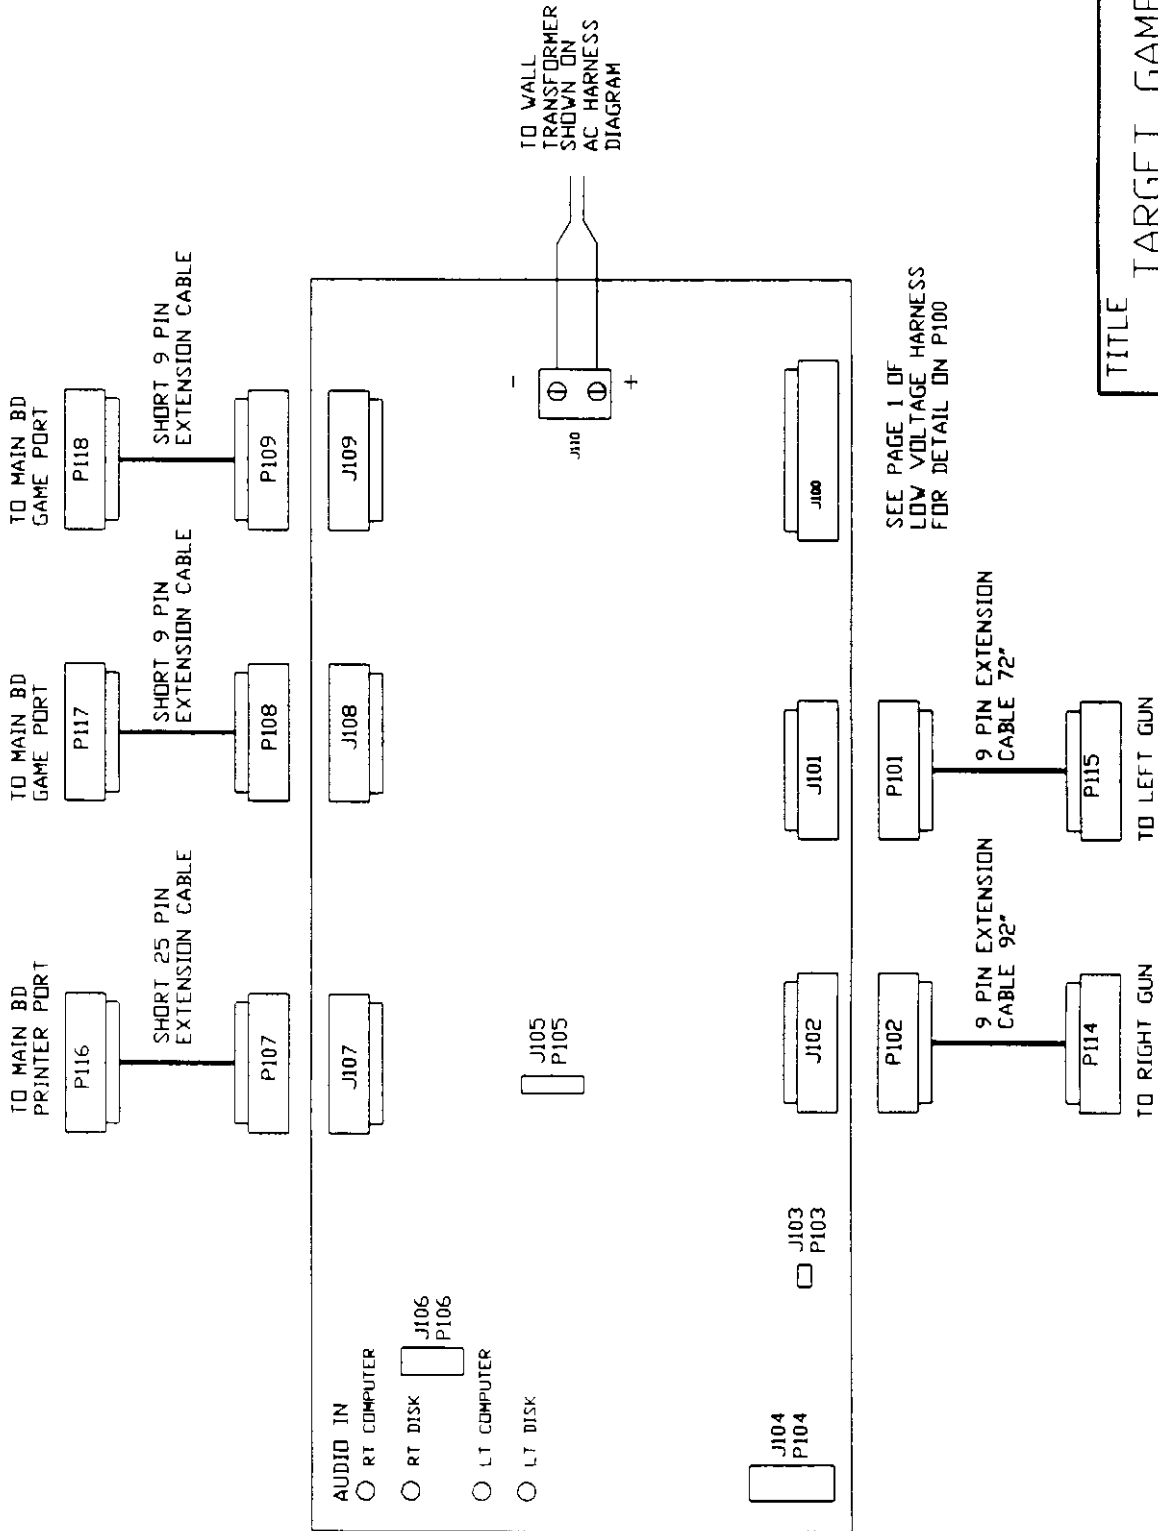 TO MAIN BD
PRINTER PORT
P116
SHORT 25 PIN
EXTENSION CABLE
P107
J107
TO MAIN BD
GAME PORT
P117
SHORT 9 PIN
EXTENSION CABLE
P108
J108
TO MAIN BD
GAME PORT
P118
SHORT 9 PIN
EXTENSION CABLE
P109
J109
TO WALL
TRANSFORMER
SHOWN ON
AC HARNESS
DIAGRAM
-
+
J110
AUDIO IN
RT COMPUTER
RT DISK
LT COMPUTER
LT DISK
J106
P106
J105
P105
J104
P104
J103
P103
J102
J101
J100
P102
9 PIN EXTENSION
CABLE 92"
P114
TO RIGHT GUN
P101
9 PIN EXTENSION
CABLE 72"
P115
TO LEFT GUN
SEE PAGE 1 OF
LOW VOLTAGE HARNESS
FOR DETAIL ON P100
TITLE
TARGET GAME